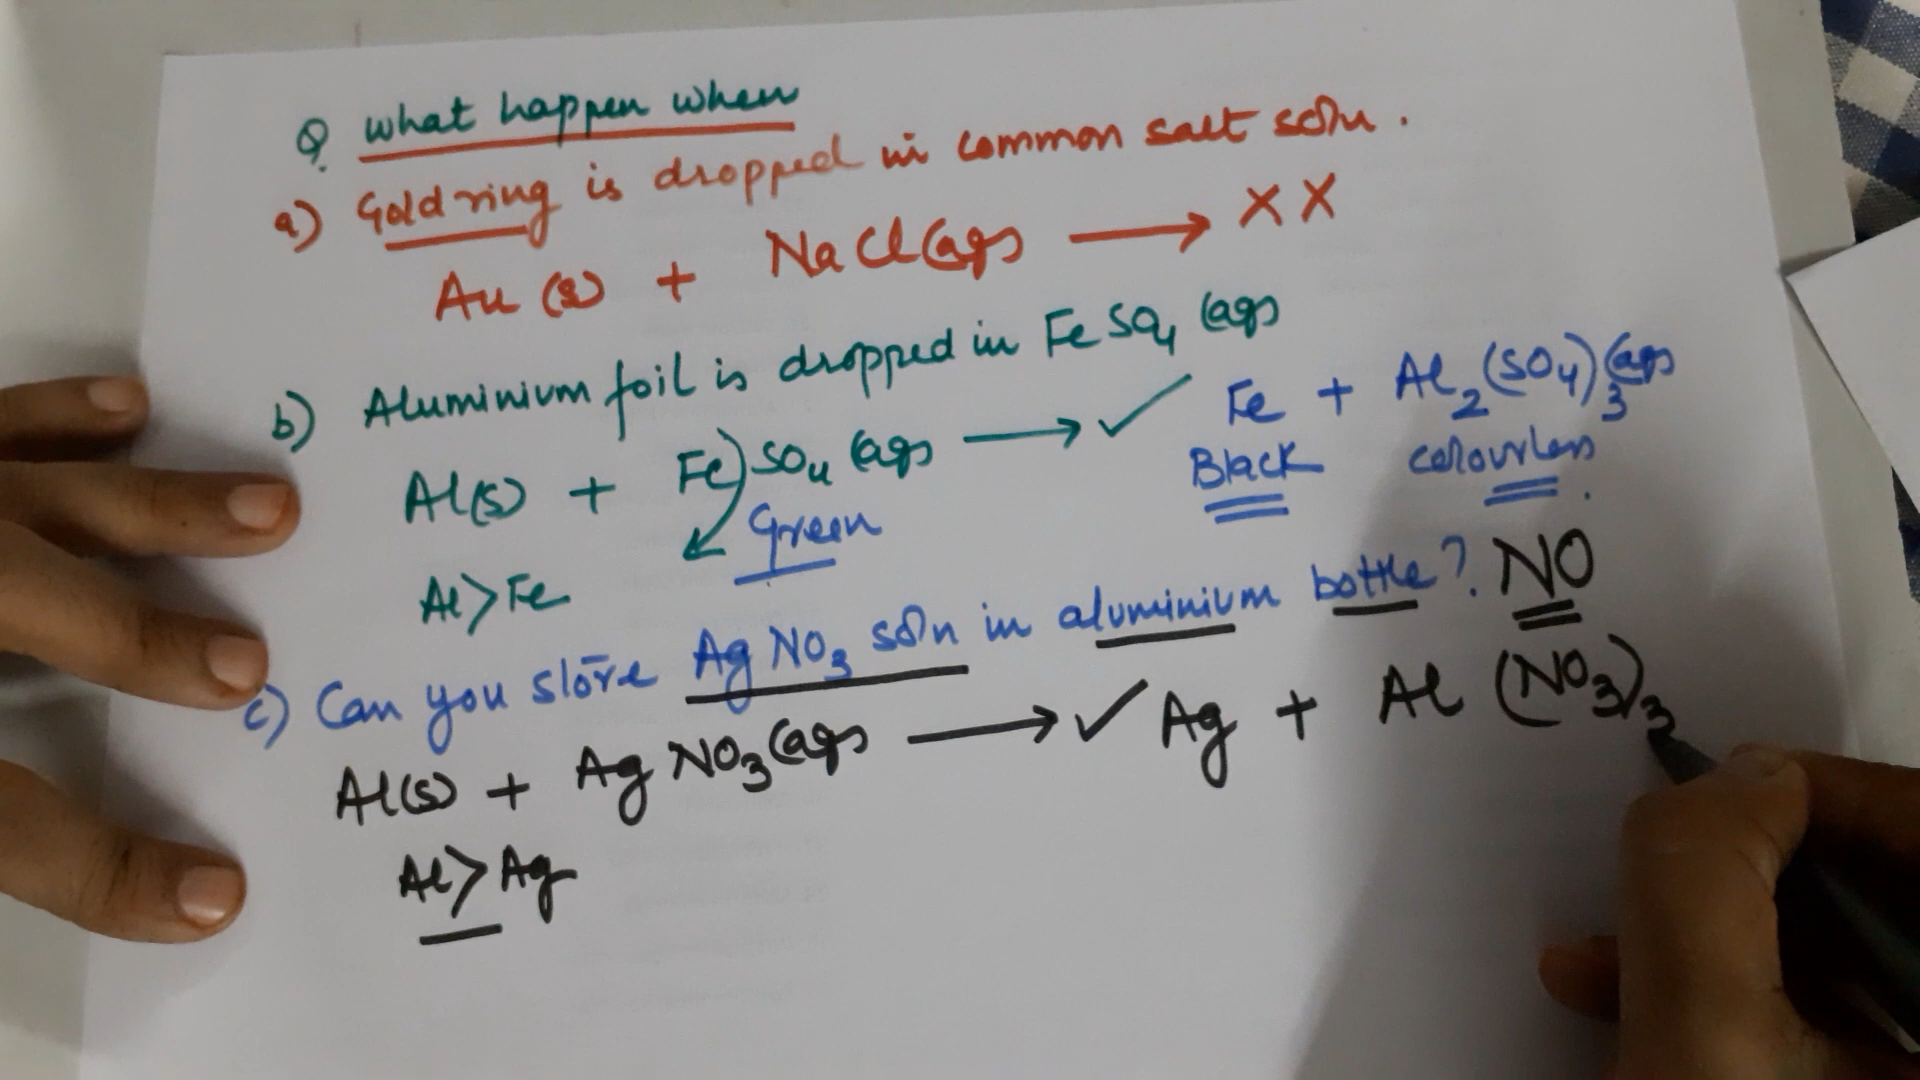 Q. What happen when
a) Gold ring is dropped in common salt soln.
Au (s) + NaCl(aq) → X X
b) Aluminium foil is dropped in FeSO4 (aq)
Al(s) + FeSO4 (aq) → ✓ Fe + Al2(SO4)3(aq)
Green Black colourless.
Al>Fe
c) Can you store AgNO3 soln in aluminium bottle? NO
Al(s) + AgNO3(aq) → ✓ Ag + Al(NO3)3
Al>Ag